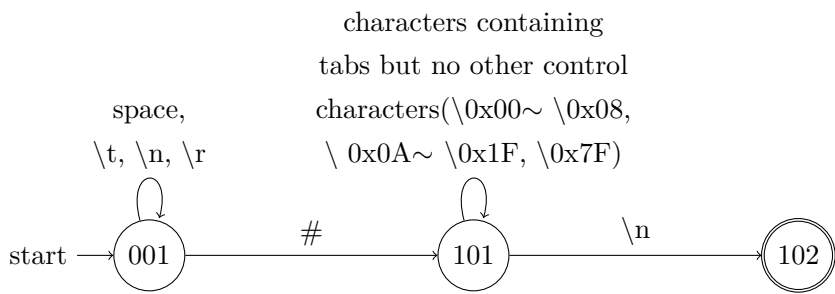 characters containing
tabs but no other control
characters(\0x00∼ \0x08,
\ 0x0A∼ \0x1F, \0x7F)
space,
\t, \n, \r
#
\n
start
001
101
102